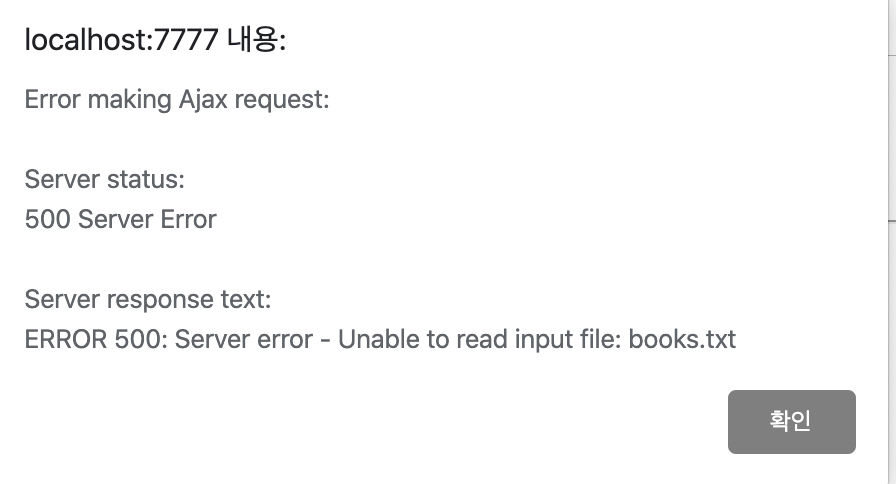 localhost:7777 내용:
Error making Ajax request:
Server status:
500 Server Error
Server response text:
ERROR 500: Server error - Unable to read input file: books.txt
확인